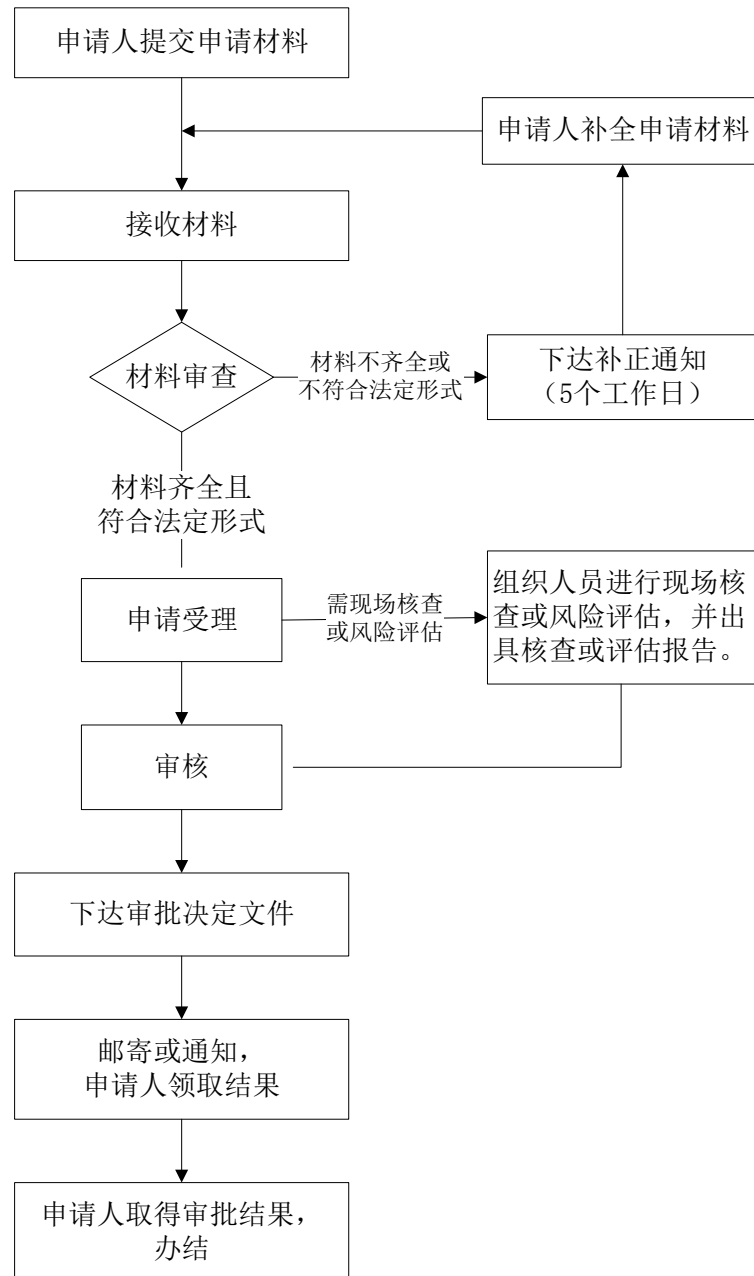 申请人提交申请材料
申请人补全申请材料
接收材料
材料审查
材料不齐全或
不符合法定形式
下达补正通知
（5个工作日）
材料齐全且
符合法定形式
申请受理
需现场核查
或风险评估
组织人员进行现场核
查或风险评估，并出
具核查或评估报告。
审核
下达审批决定文件
邮寄或通知，
申请人领取结果
申请人取得审批结果，
办结